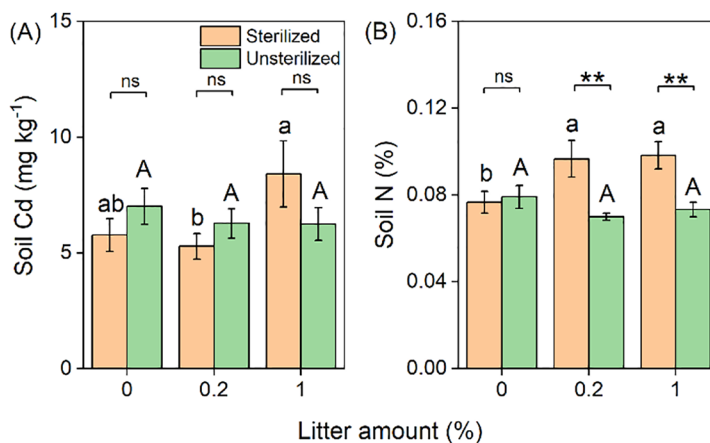 (A)
Soil Cd (mg kg⁻¹)
15
10
5
0
Sterilized
Unsterilized
ns
ns
ns
ab
A
b
A
a
A
0
0.2
1
(B)
Soil N (%)
0.16
0.12
0.08
0.04
0.00
ns
**
**
b
A
a
A
a
A
0
0.2
1
Litter amount (%)